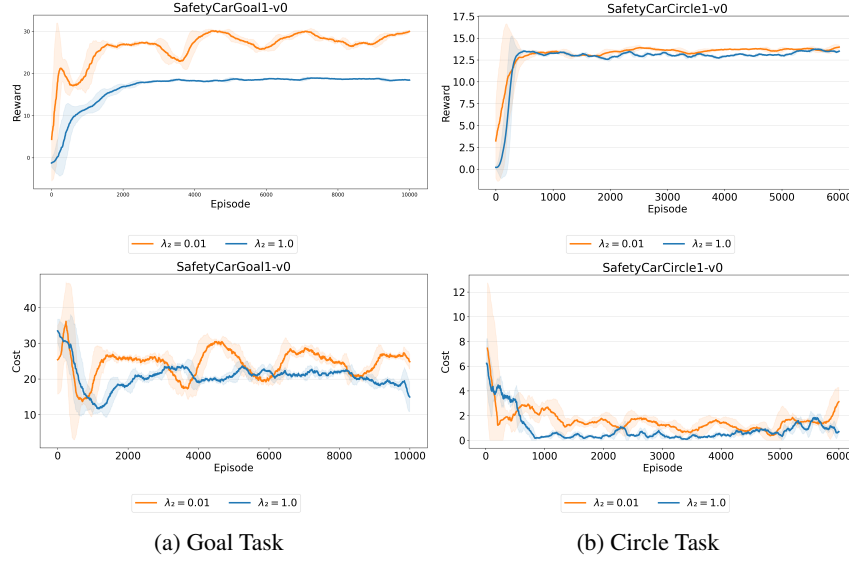 SafetyCarGoal1-v0
Reward
30
20
10
0
0
2000
4000
6000
8000
10000
Episode
λ₂ = 0.01
λ₂ = 1.0
SafetyCarCircle1-v0
Reward
17.5
15.0
12.5
10.0
7.5
5.0
2.5
0.0
0
1000
2000
3000
4000
5000
6000
Episode
λ₂ = 0.01
λ₂ = 1.0
SafetyCarGoal1-v0
Cost
40
30
20
10
0
2000
4000
6000
8000
10000
Episode
λ₂ = 0.01
λ₂ = 1.0
SafetyCarCircle1-v0
Cost
12
10
8
6
4
2
0
0
1000
2000
3000
4000
5000
6000
Episode
λ₂ = 0.01
λ₂ = 1.0
(a) Goal Task
(b) Circle Task